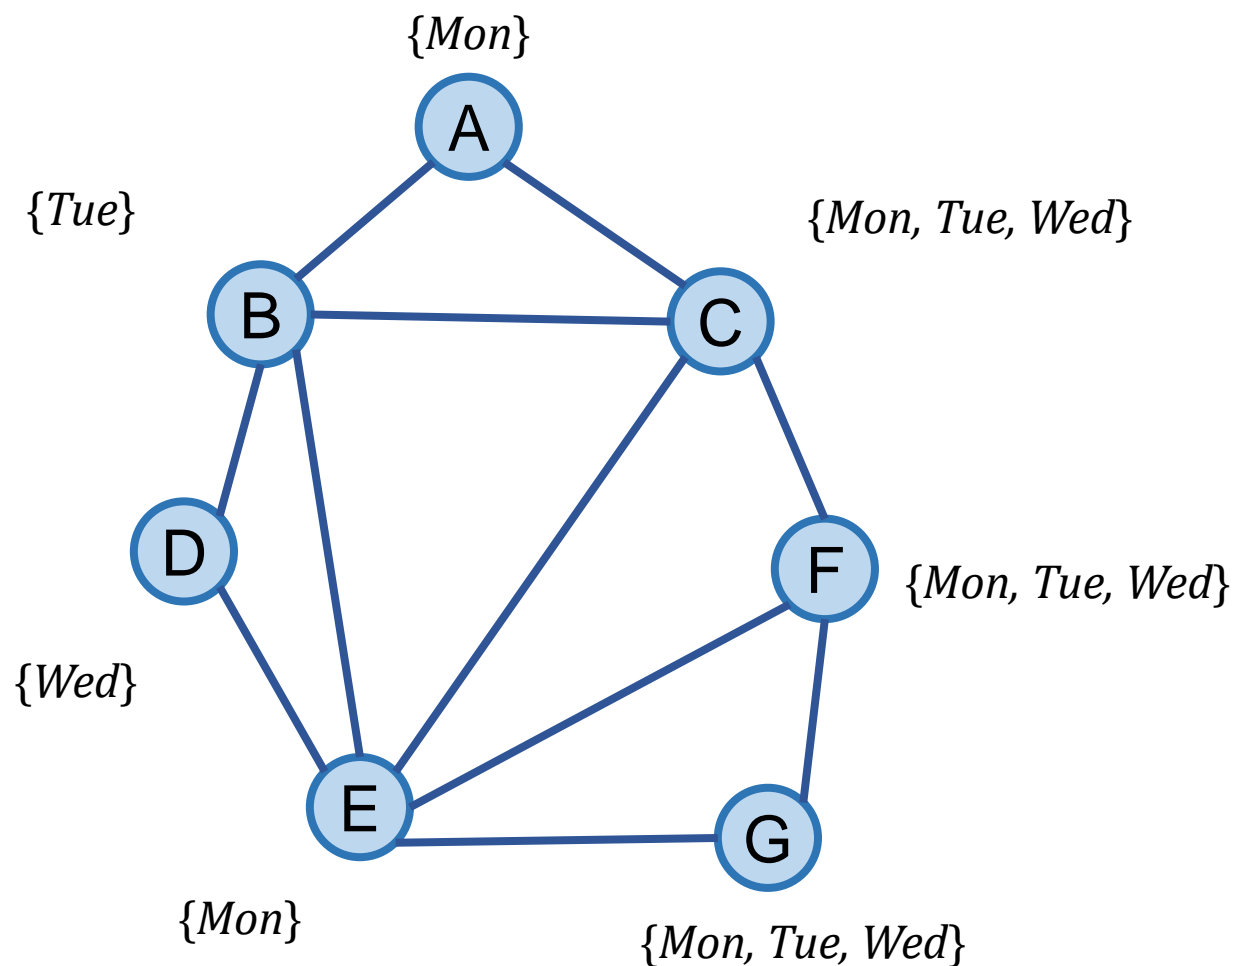 {Mon}
A
{Tue}
{Mon, Tue, Wed}
B
C
D
F
{Mon, Tue, Wed}
{Wed}
E
G
{Mon}
{Mon, Tue, Wed}